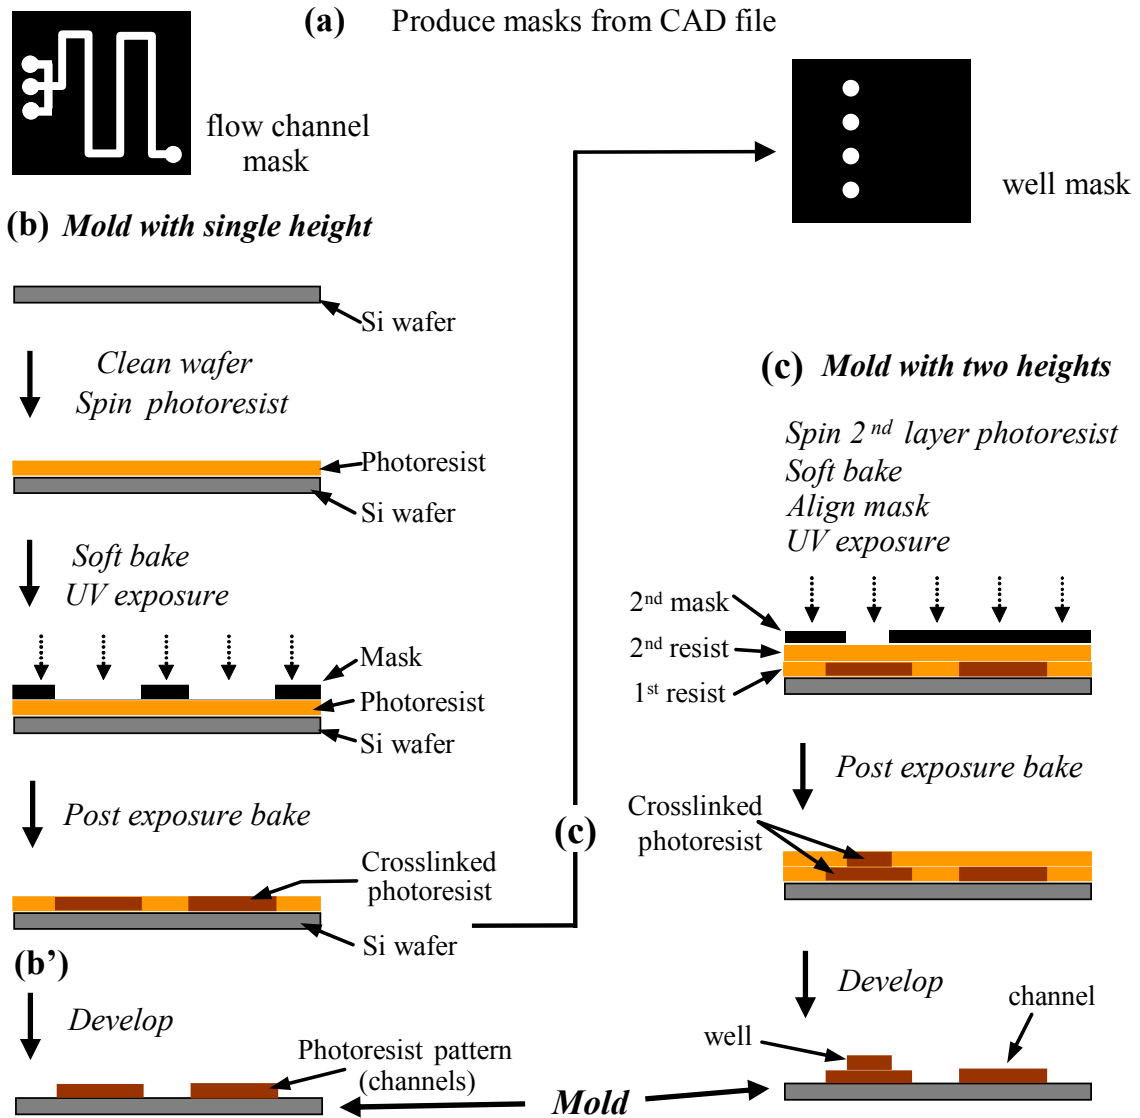 (a) Produce masks from CAD file
flow channel
mask
well mask
(b) Mold with single height
Si wafer
Clean wafer
Spin photoresist
Photoresist
Si wafer
Soft bake
UV exposure
Mask
Photoresist
Si wafer
Post exposure bake
Crosslinked
photoresist
Si wafer
(b’)
Develop
Photoresist pattern
(channels)
Mold
(c)
(c) Mold with two heights
Spin 2nd layer photoresist
Soft bake
Align mask
UV exposure
2nd mask
2nd resist
1st resist
Post exposure bake
Crosslinked
photoresist
Develop
channel
well